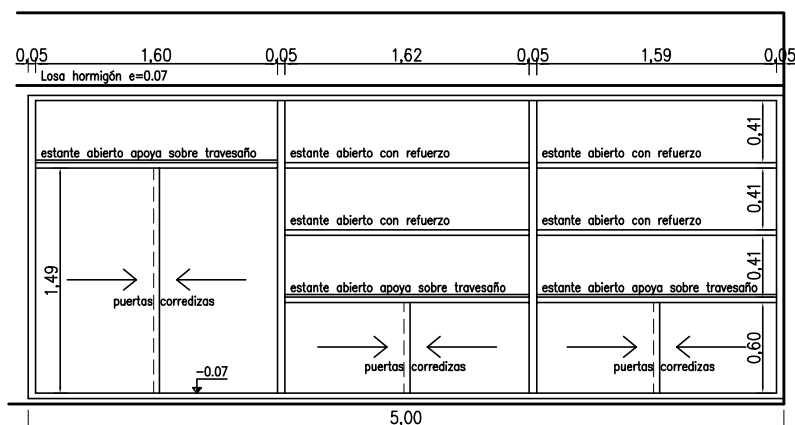 0,05 1,60 0,05 1,62 0,05 1,59 0,05
Losa hormigón e=0.07
0,41
estante abierto apoya sobre travesaño estante abierto con refuerzo estante abierto con refuerzo
0,41
estante abierto con refuerzo estante abierto con refuerzo
0,41
1,49
estante abierto apoya sobre travesaño estante abierto apoya sobre travesaño
puertas corredizas
0,60
puertas corredizas puertas corredizas
-0.07
5,00